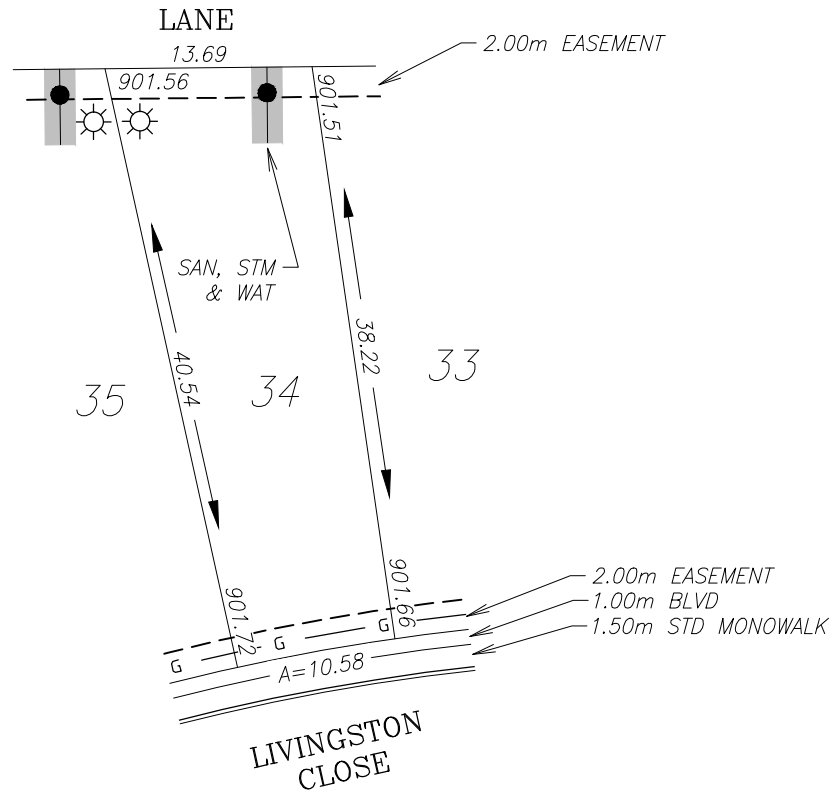 LANE
13.69
2.00m EASEMENT
901.56
901.51
SAN, STM
& WAT
38.22
40.54
33
34
35
901.72
901.66
2.00m EASEMENT
1.00m BLVD
1.50m STD MONOWALK
G
G
G
A=10.58
LIVINGSTON
CLOSE